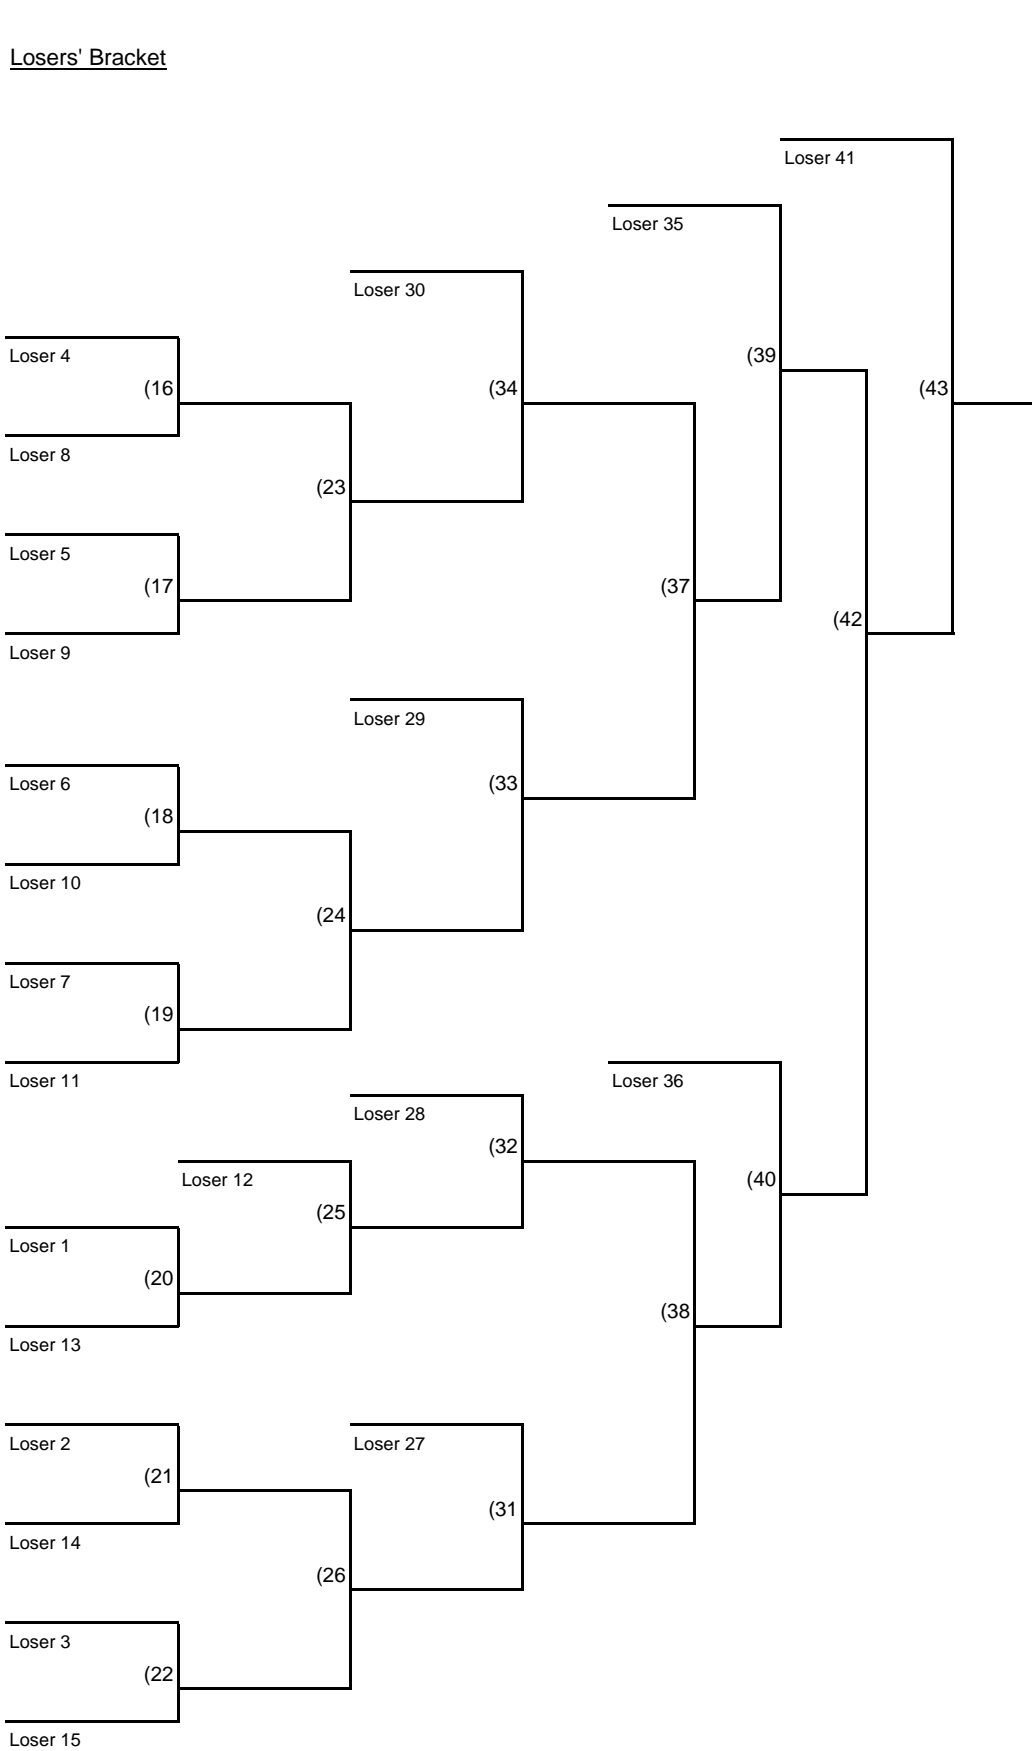 Losers' Bracket
Loser 41
Loser 35
Loser 30
Loser 4
(39
(16
(34
(43
Loser 8
(23
Loser 5
(17
(37
(42
Loser 9
Loser 29
Loser 6
(33
(18
Loser 10
(24
Loser 7
(19
Loser 11
Loser 36
Loser 28
(32
Loser 12
(40
(25
Loser 1
(20
(38
Loser 13
Loser 2
Loser 27
(21
(31
Loser 14
(26
Loser 3
(22
Loser 15